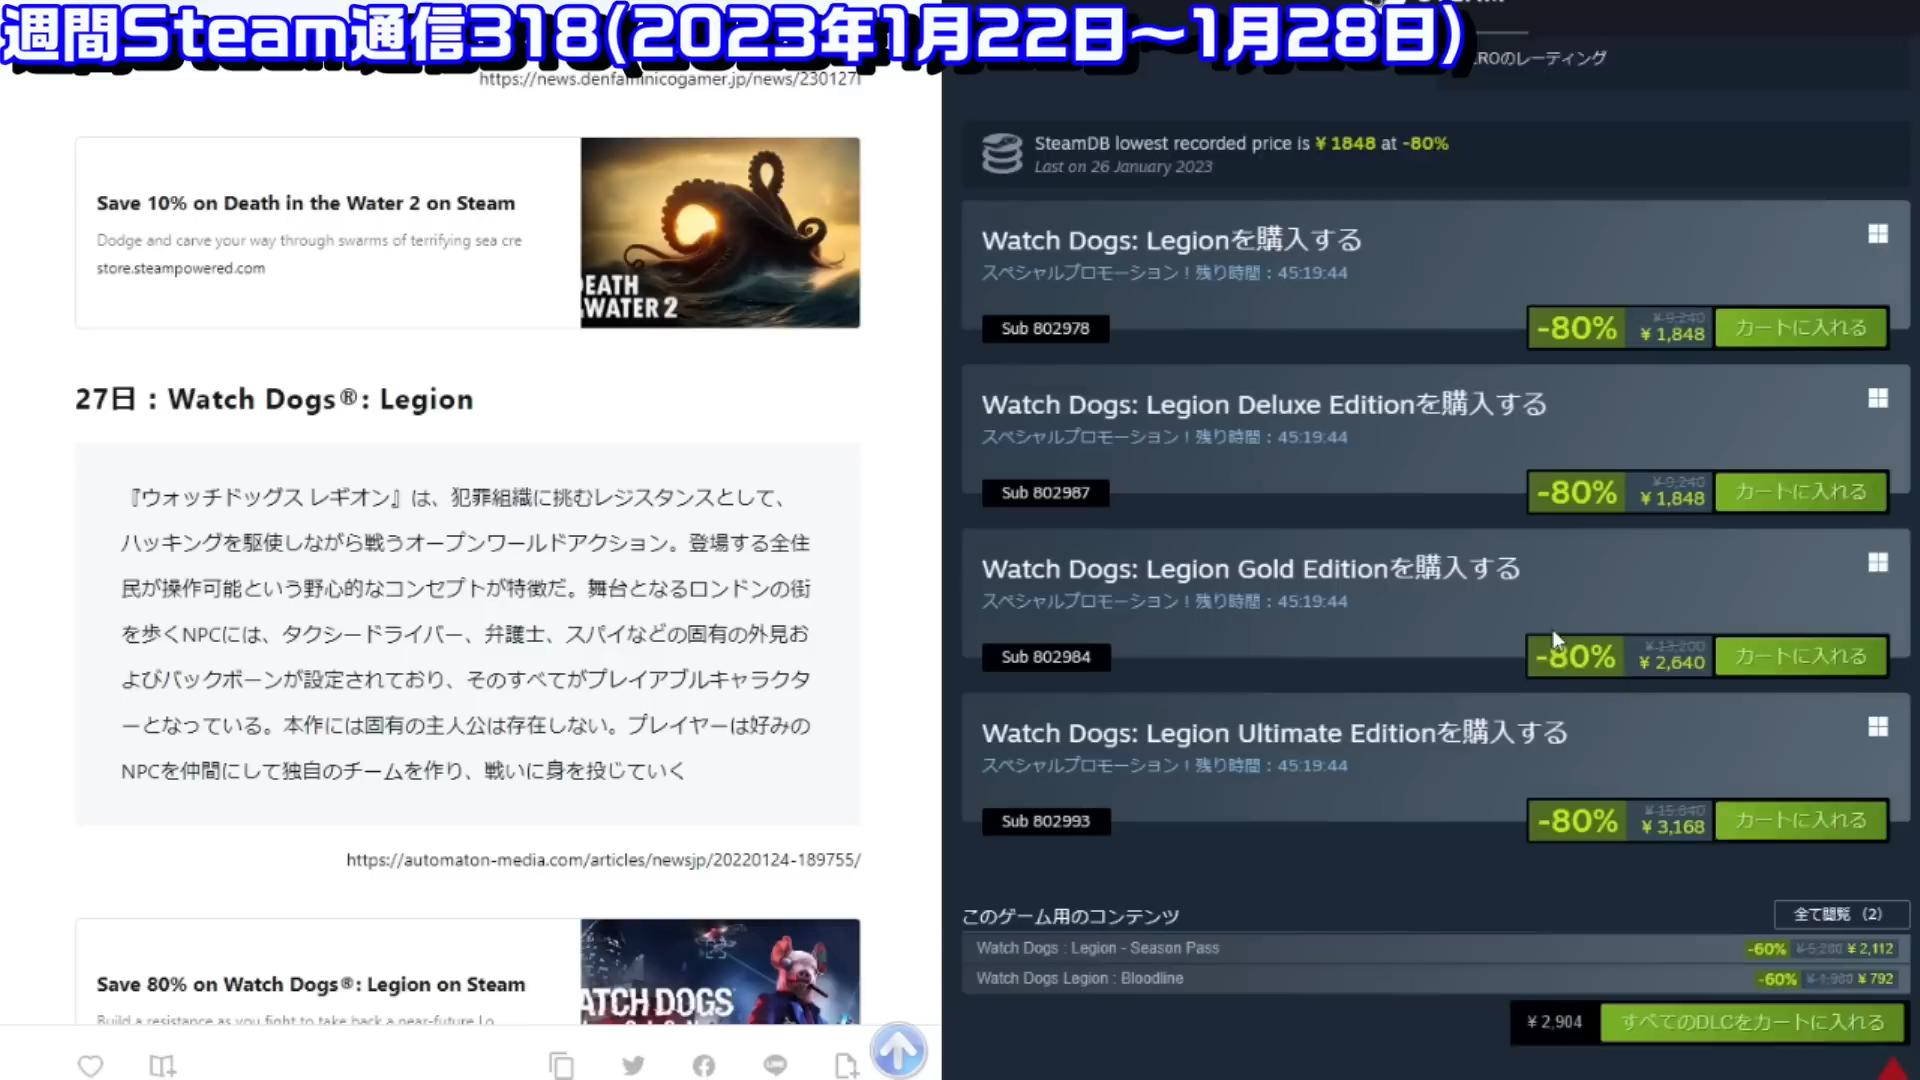 週間Steam通信318(2023年1月22日～1月28日)
https://news.denfaminicogamer.jp/news/230127l
Save 10% on Death in the Water 2 on Steam
Dodge and carve your way through swarms of terrifying sea cre
store.steampowered.com
DEATH
WATER 2
27日：Watch Dogs®: Legion
『ウォッチドッグス レギオン』は、犯罪組織に挑むレジスタンスとして、
ハッキングを駆使しながら戦うオープンワールドアクション。登場する全住
民が操作可能という野心的なコンセプトが特徴だ。舞台となるロンドンの街
を歩くNPCには、タクシードライバー、弁護士、スパイなどの固有の外見お
よびバックボーンが設定されており、そのすべてがプレイアブルキャラクタ
ーとなっている。本作には固有の主人公は存在しない。プレイヤーは好みの
NPCを仲間にして独自のチームを作り、戦いに身を投じていく
https://automaton-media.com/articles/newsjp/20220124-189755/
Save 80% on Watch Dogs®: Legion on Steam
Build a resistance as you fight to take back a near-future Lo
WATCH DOGS
ROのレーティング
SteamDB lowest recorded price is ¥ 1848 at -80%
Last on 26 January 2023
Watch Dogs: Legionを購入する
スペシャルプロモーション！残り時間：45:19:44
Sub 802978
-80% ¥ 9,240 ¥ 1,848 カートに入れる
Watch Dogs: Legion Deluxe Editionを購入する
スペシャルプロモーション！残り時間：45:19:44
Sub 802987
-80% ¥ 9,240 ¥ 1,848 カートに入れる
Watch Dogs: Legion Gold Editionを購入する
スペシャルプロモーション！残り時間：45:19:44
Sub 802984
-80% ¥ 13,200 ¥ 2,640 カートに入れる
Watch Dogs: Legion Ultimate Editionを購入する
スペシャルプロモーション！残り時間：45:19:44
Sub 802993
-80% ¥ 15,840 ¥ 3,168 カートに入れる
このゲーム用のコンテンツ
全て閲覧 (2)
Watch Dogs : Legion - Season Pass -60% ¥ 5,280 ¥ 2,112
Watch Dogs Legion : Bloodline -60% ¥ 1,980 ¥ 792
¥ 2,904 すべてのDLCをカートに入れる